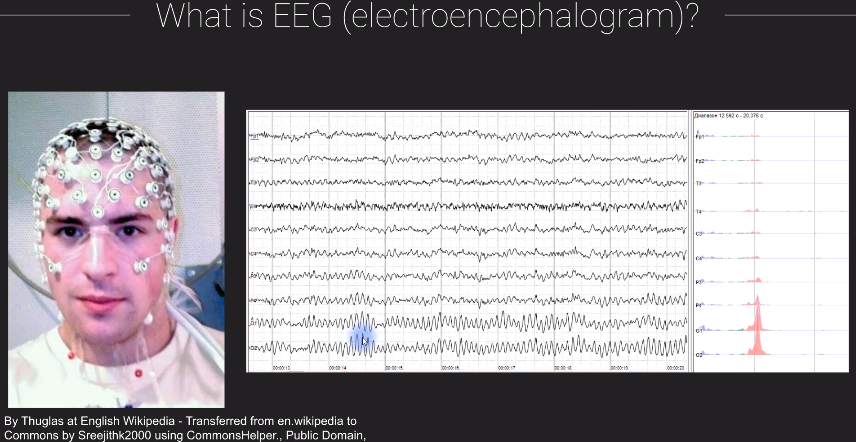 What is EEG (electroencephalogram)?
Диапазон 12.592 с - 20.376 с
Fp1
Fp2
T3
T4
C3
C4
P3
P4
O1
O2
O2
00:00:13
00:00:14
00:00:15
00:00:16
00:00:17
00:00:18
00:00:19
00:00:20
By Thuglas at English Wikipedia - Transferred from en.wikipedia to
Commons by Sreejithk2000 using CommonsHelper., Public Domain,